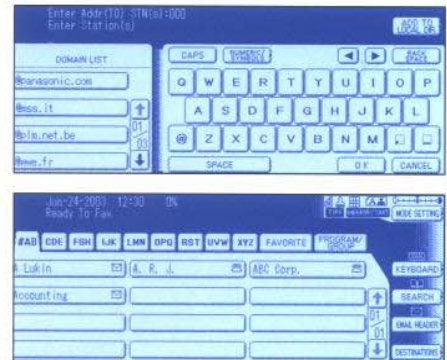 Enter Addr(TO) STN(s):000
Enter Station(s)
ADD TO LOCAL DIR
DOMAIN LIST
@panasonic.com
@mss.it
@plm.net.be
@www.fr
01
03
CAPS NUMERIC/SYMBOLS ◄ ► BACK SPACE
Q W E R T Y U I O P
A S D F G H J K L
@ Z X C V B N M
SPACE OK CANCEL
Jun-24-2003 12:30 0%
Ready To Fax
MODE SETTING
#AB CDE FGH IJK LMN OPQ RST UVW XYZ FAVORITE PROGRAM/GROUP
A Lukin A. R. J. ABC Corp.
Accounting
01
01
KEYBOARD
SEARCH
EMAIL HEADER
DESTINATIONS